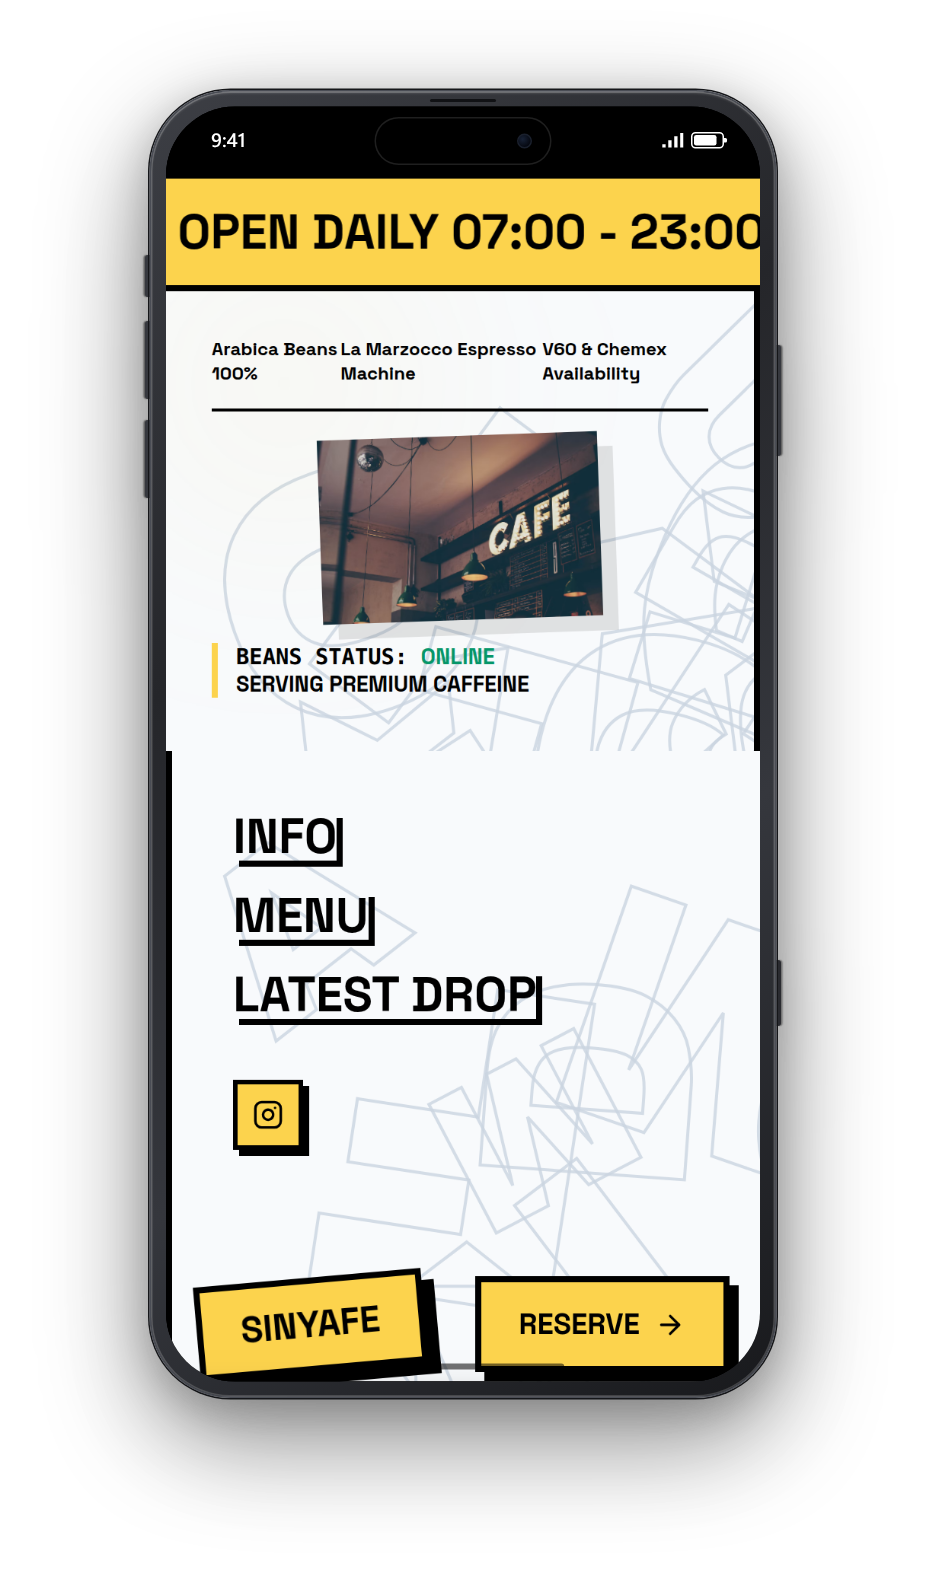 9:41
OPEN DAILY 07:00 - 23:00
Arabica Beans La Marzocco Espresso V60 & Chemex
100% Machine Availability
CAFE
BEANS STATUS: ONLINE
SERVING PREMIUM CAFFEINE
INFO
MENU
LATEST DROP
SINYAFE
RESERVE →